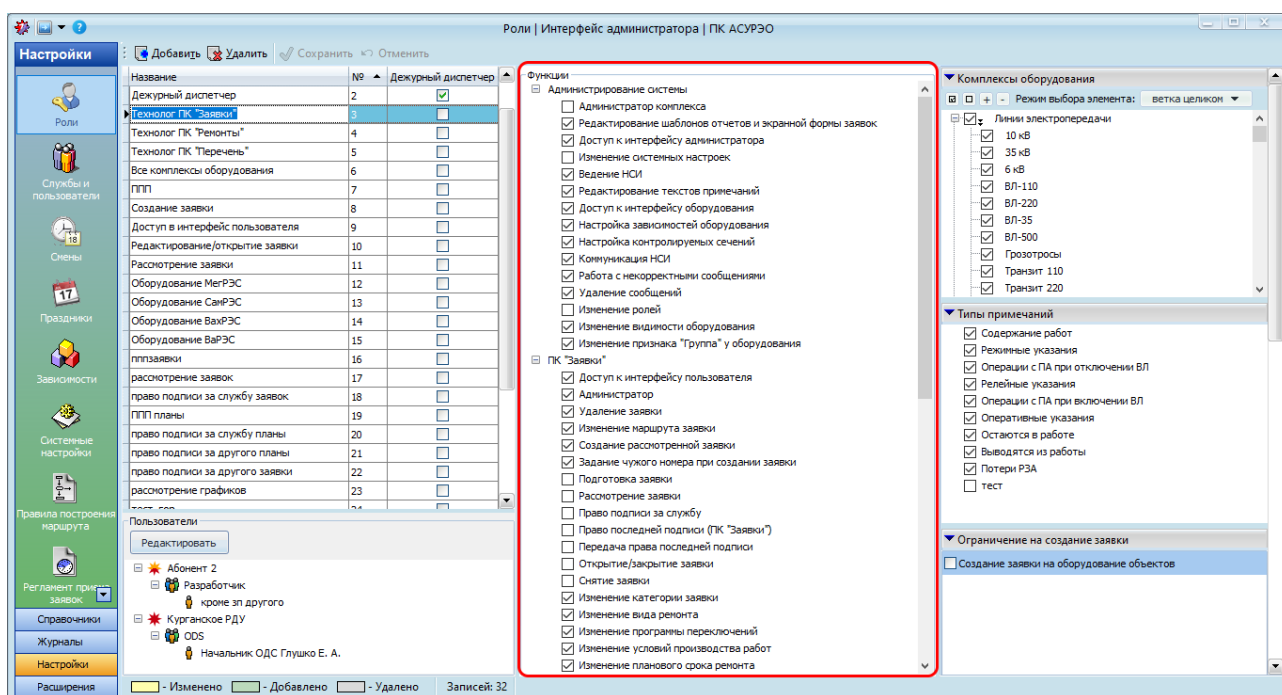 Роли | Интерфейс администратора | ПК АСУРЭО
Настройки
Добавить Удалить Сохранить Отменить
Роли
Службы и пользователи
18
Смены
17
Праздники
Зависимости
Системные настройки
Правила построения маршрута
Регламент прие
заявок
Справочники
Журналы
Настройки
Расширения
Название № Дежурный диспетчер
Дежурный диспетчер 2
Технолог ПК "Заявки" 3
Технолог ПК "Ремонты" 4
Технолог ПК "Перечень" 5
Все комплексы оборудования 6
ППП 7
Создание заявки 8
Доступ в интерфейс пользователя 9
Редактирование/открытие заявки 10
Рассмотрение заявки 11
Оборудование МегРЭС 12
Оборудование СамРЭС 13
Оборудование ВахРЭС 14
Оборудование ВаРЭС 15
пппзаявки 16
рассмотрение заявок 17
право подписи за службу заявок 18
ППП планы 19
право подписи за службу планы 20
право подписи за другого планы 21
право подписи за другого заявки 22
рассмотрение графиков 23
Пользователи
Редактировать
Абонент 2
Разработчик
кроме зп другого
Курганское РДУ
ODS
Начальник ОДС Глушко Е. А.
- Изменено - Добавлено - Удалено Записей: 32
Функции
Администрирование системы
Администратор комплекса
Редактирование шаблонов отчетов и экранной формы заявок
Доступ к интерфейсу администратора
Изменение системных настроек
Ведение НСИ
Редактирование текстов примечаний
Доступ к интерфейсу оборудования
Настройка зависимостей оборудования
Настройка контролируемых сечений
Коммуникация НСИ
Работа с некорректными сообщениями
Удаление сообщений
Изменение ролей
Изменение видимости оборудования
Изменение признака "Группа" у оборудования
ПК "Заявки"
Доступ к интерфейсу пользователя
Администратор
Удаление заявки
Изменение маршрута заявки
Создание рассмотренной заявки
Задание чужого номера при создании заявки
Подготовка заявки
Рассмотрение заявки
Право подписи за службу
Право последней подписи (ПК "Заявки")
Передача права последней подписи
Открытие/закрытие заявки
Снятие заявки
Изменение категории заявки
Изменение вида ремонта
Изменение программы переключений
Изменение условий производства работ
Изменение планового срока ремонта
Комплексы оборудования
Режим выбора элемента: ветка целиком
Линии электропередачи
10 кВ
35 кВ
6 кВ
ВЛ-110
ВЛ-220
ВЛ-35
ВЛ-500
Грозотросы
Транзит 110
Транзит 220
Типы примечаний
Содержание работ
Режимные указания
Операции с ПА при отключении ВЛ
Релейные указания
Операции с ПА при включении ВЛ
Оперативные указания
Остаются в работе
Выводятся из работы
Потери РЗА
тест
Ограничение на создание заявки
Создание заявки на оборудование объектов